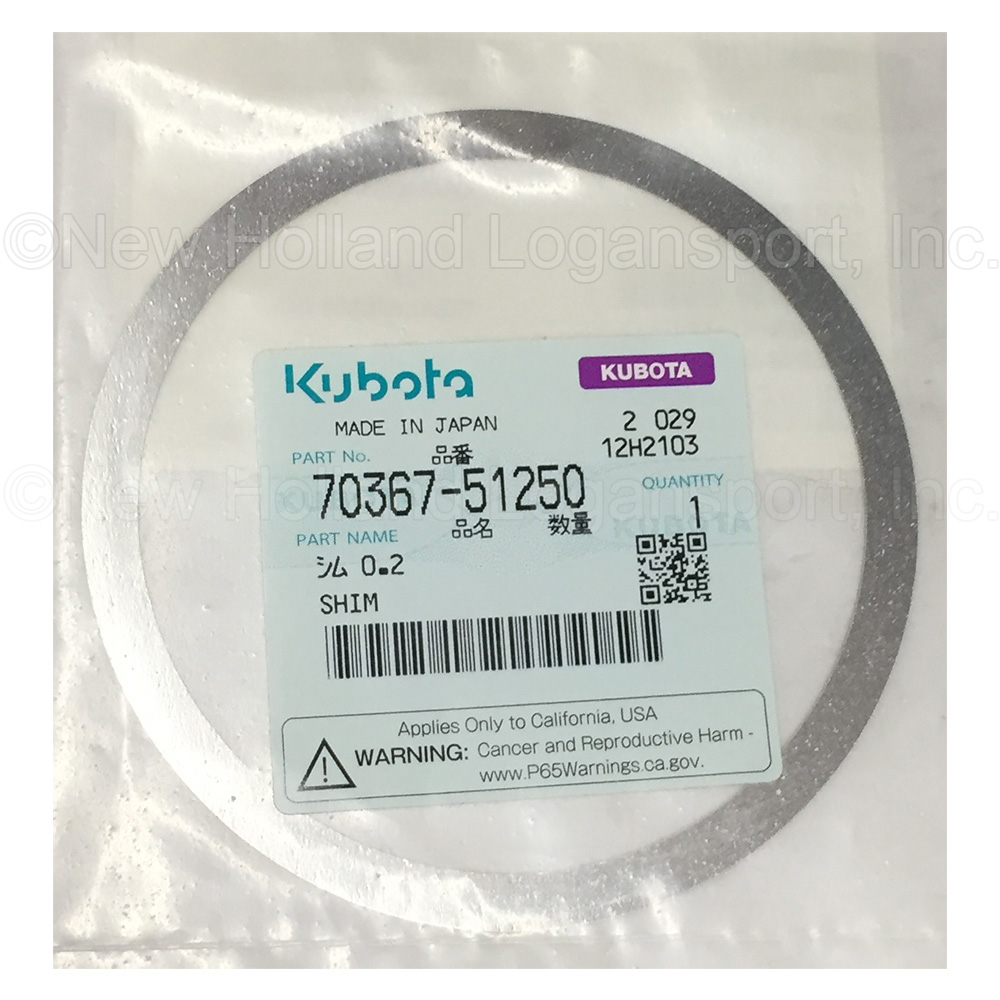 ©New Holland Logansport, Inc.
Kubota
KUBOTA
MADE IN JAPAN
2 029
12H2103
PART No.
品番
70367-51250
QUANTITY
1
©New Holland Logansport, Inc.
KUBOTA
PART NAME
品名
数量
シム 0.2
SHIM
Applies Only to California, USA
WARNING: Cancer and Reproductive Harm -
www.P65Warnings.ca.gov.